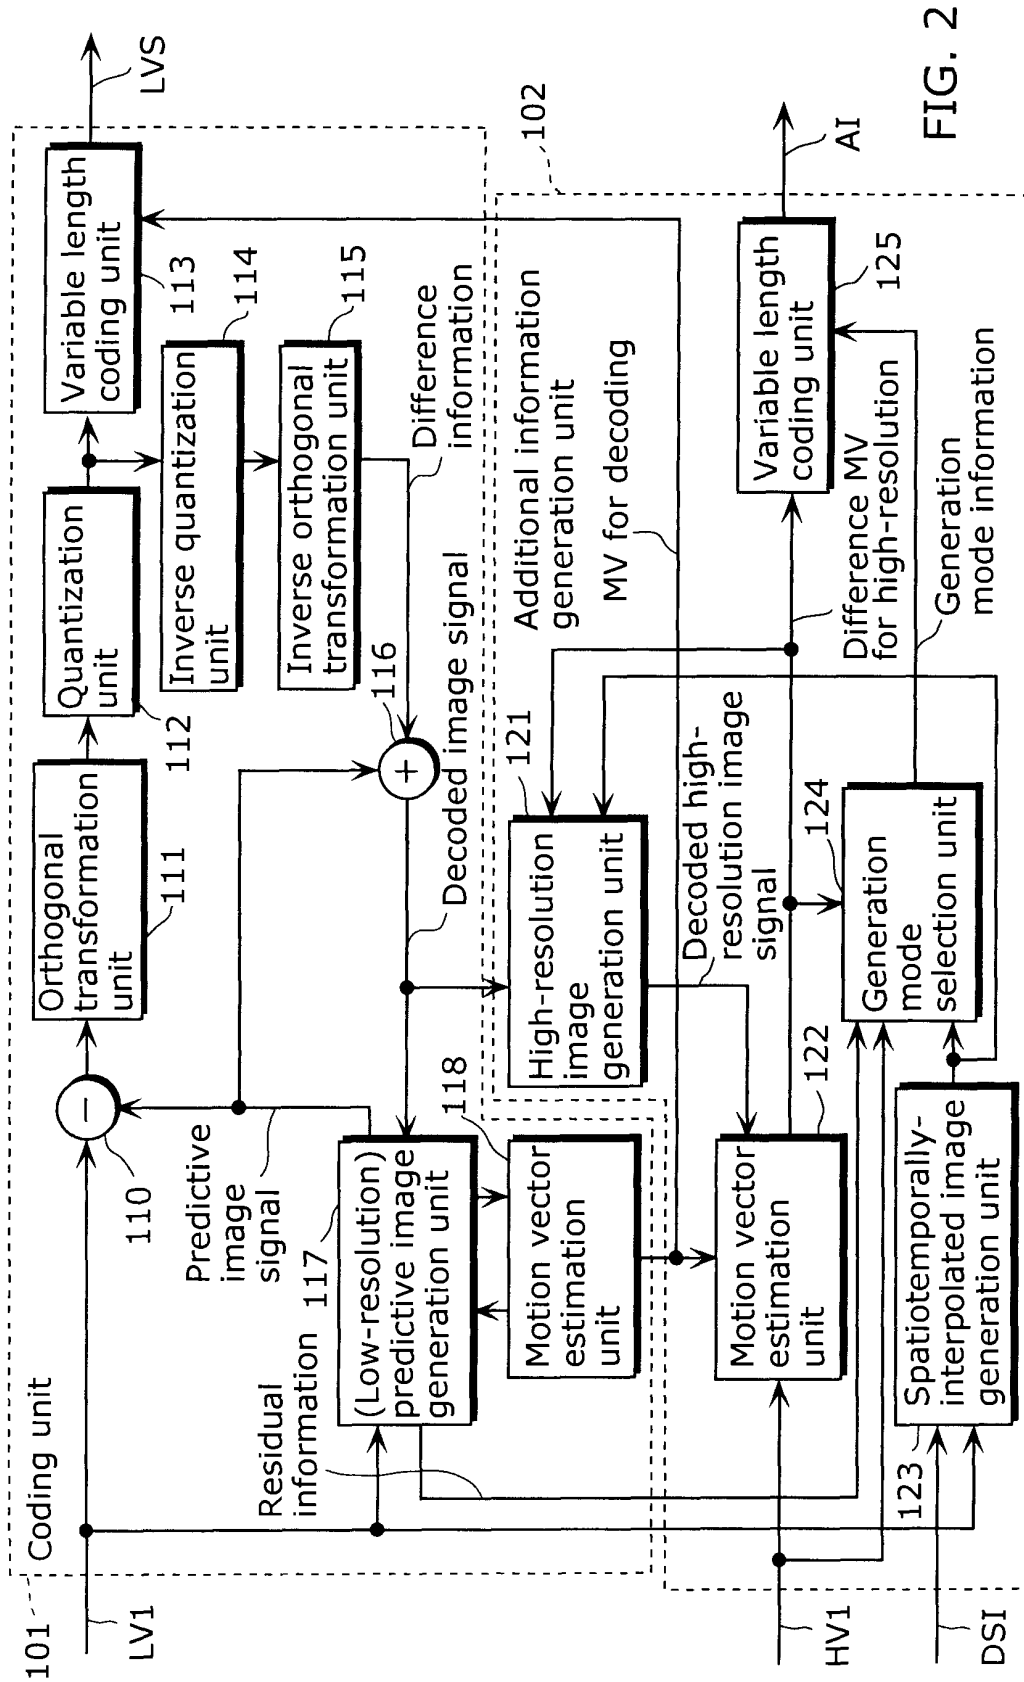 FIG. 2
101
Coding unit
LV1
110
Orthogonal
transformation
unit
111
Quantization
unit
112
Variable length
coding unit
113
LVS
Inverse quantization
unit
114
Inverse orthogonal
transformation unit
115
Difference
information
116
Predictive
image
signal
Decoded image signal
117
(Low-resolution)
predictive image
generation unit
118
Motion vector
estimation
unit
Residual
information
102
Additional information
generation unit
MV for decoding
121
High-resolution
image
generation unit
Decoded high-
resolution image
signal
HV1
Motion vector
estimation
unit
122
Variable length
coding unit
125
AI
Difference MV
for high-resolution
124
Generation
mode
selection unit
Generation
mode information
123
Spatiotemporally-
interpolated image
generation unit
DSI
+
-